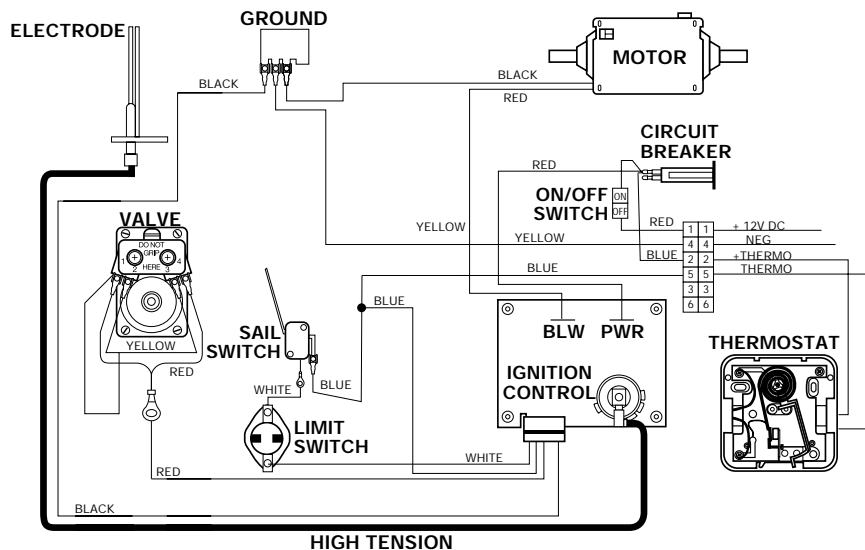 GROUND
ELECTRODE
MOTOR
BLACK
BLACK
RED
CIRCUIT
BREAKER
RED
ON/OFF
SWITCH
ON
OFF
VALVE
DO NOT
GRIP
HERE
1
2
3
4
YELLOW
YELLOW
RED
1 1 + 12V DC
4 4 NEG
BLUE 2 2 +THERMO
BLUE 5 5 THERMO
3 3
6 6
BLUE
SAIL
SWITCH
BLW PWR
THERMOSTAT
YELLOW
RED
IGNITION
CONTROL
WHITE
BLUE
LIMIT
SWITCH
WHITE
RED
BLACK
HIGH TENSION